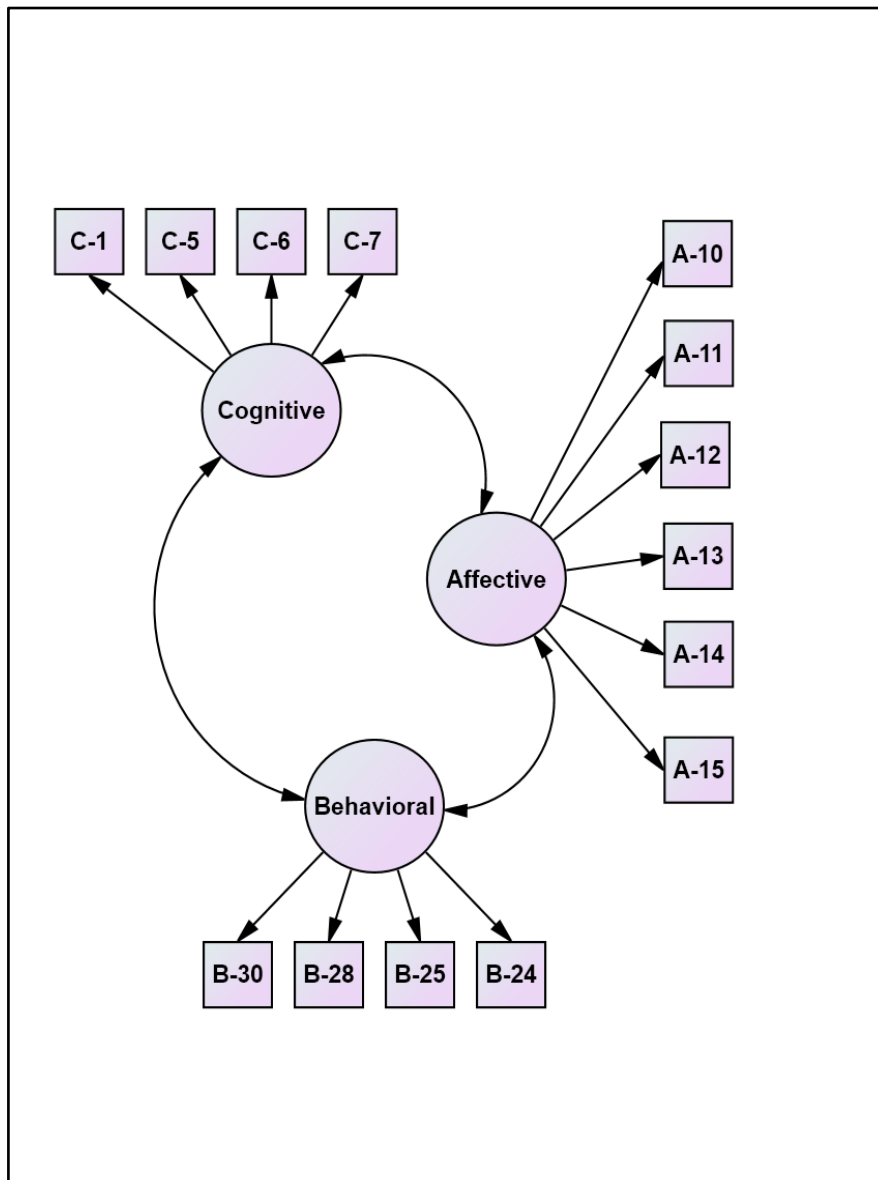 C-1
C-5
C-6
C-7
A-10
A-11
Cognitive
A-12
A-13
Affective
A-14
A-15
Behavioral
B-30
B-28
B-25
B-24